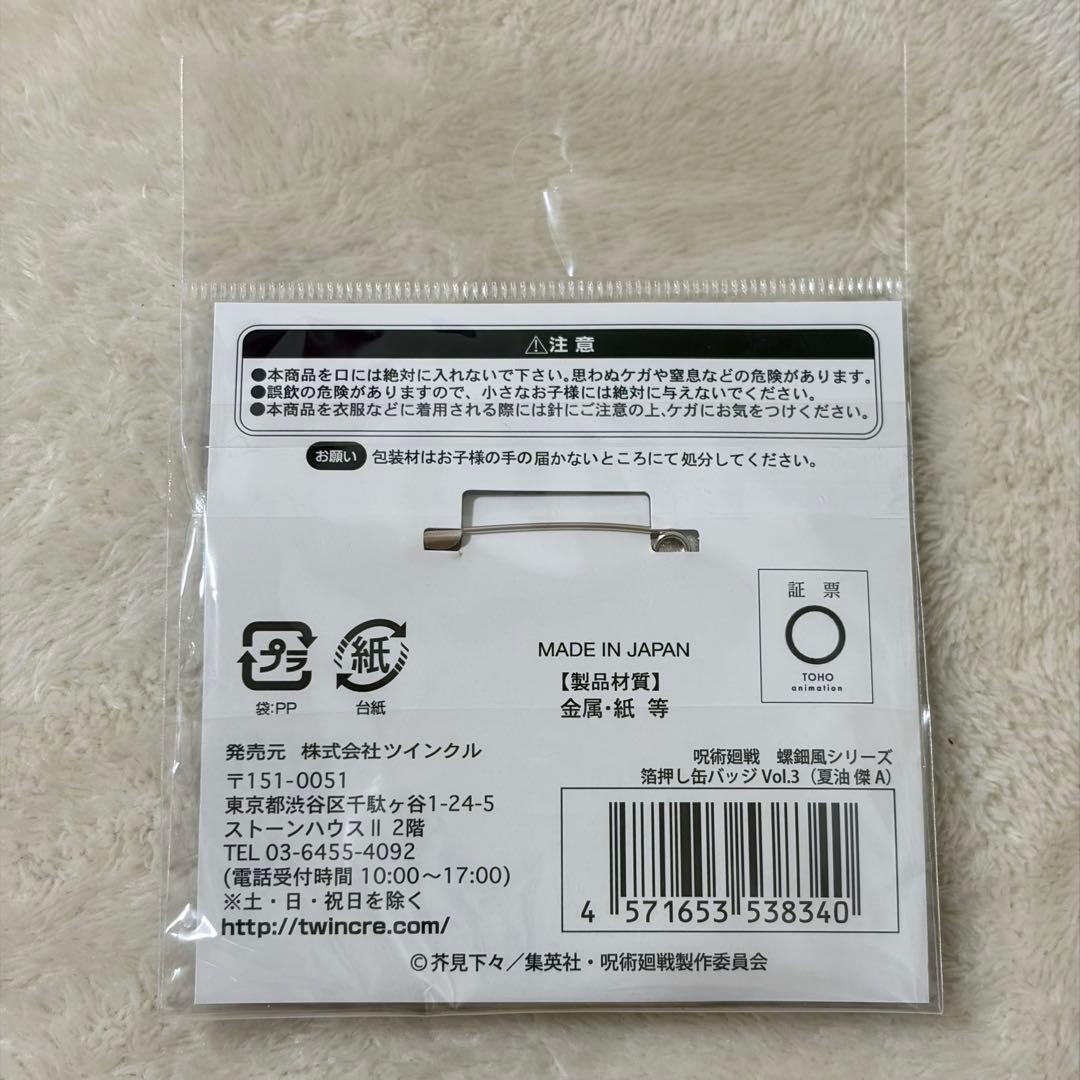 ⚠注意
●本商品を口には絶対に入れないで下さい。思わぬケガや窒息などの危険があります。
●誤飲の危険がありますので、小さなお子様には絶対に与えないでください。
●本商品を衣服などに着用される際には針にご注意の上、ケガにお気をつけください。
お願い 包装材はお子様の手の届かないところにて処分してください。
証 票
TOHO
animation
プラ
袋:PP
紙
台紙
MADE IN JAPAN
【製品材質】
金属・紙 等
発売元 株式会社ツインクル
〒151-0051
東京都渋谷区千駄ヶ谷1-24-5
ストーンハウスⅡ 2階
TEL 03-6455-4092
(電話受付時間 10:00～17:00)
※土・日・祝日を除く
http://twincre.com/
呪術廻戦 螺鈿風シリーズ
箔押し缶バッジ Vol.3（夏油 傑 A）
4 571653 538340
©芥見下々／集英社・呪術廻戦製作委員会